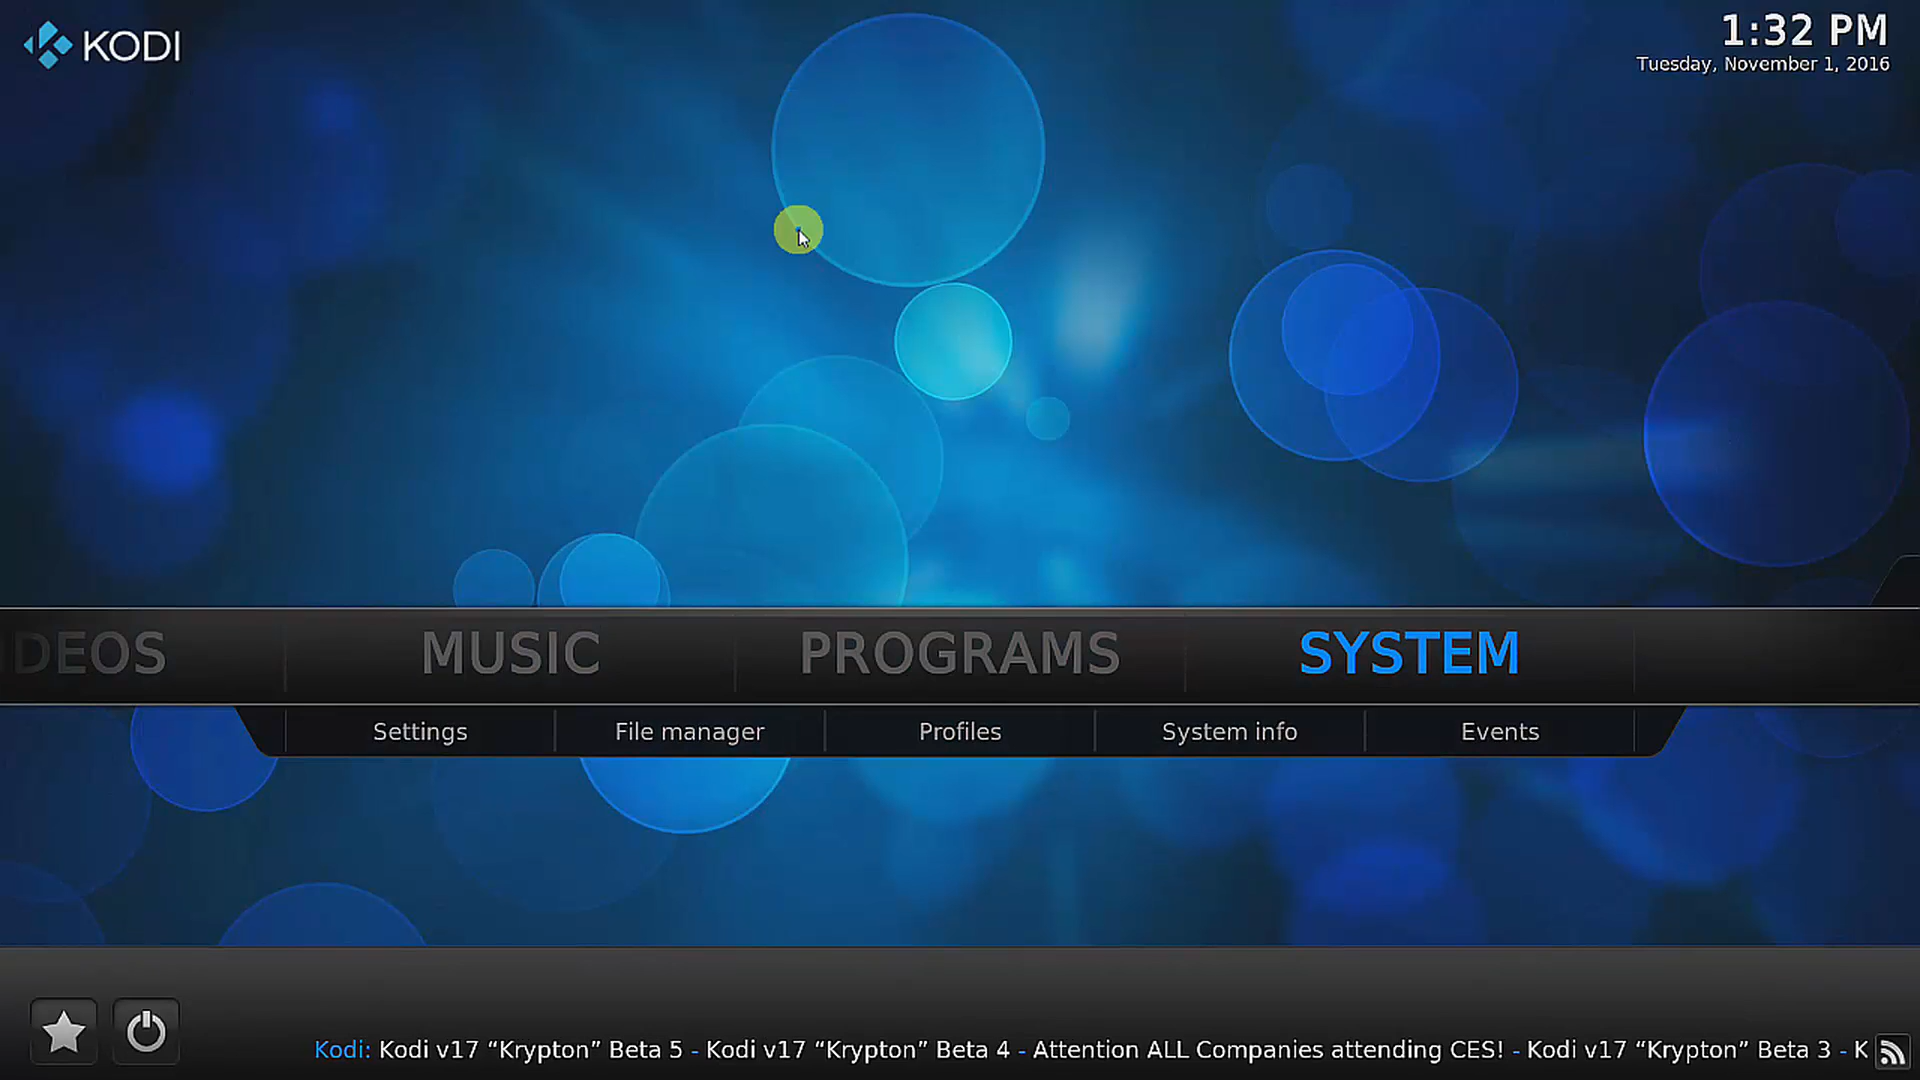 KODI
1:32 PM
Tuesday, November 1, 2016
DEOS MUSIC PROGRAMS SYSTEM
Settings File manager Profiles System info Events
Kodi: Kodi v17 “Krypton” Beta 5 - Kodi v17 “Krypton” Beta 4 - Attention ALL Companies attending CES! - Kodi v17 “Krypton” Beta 3 - K